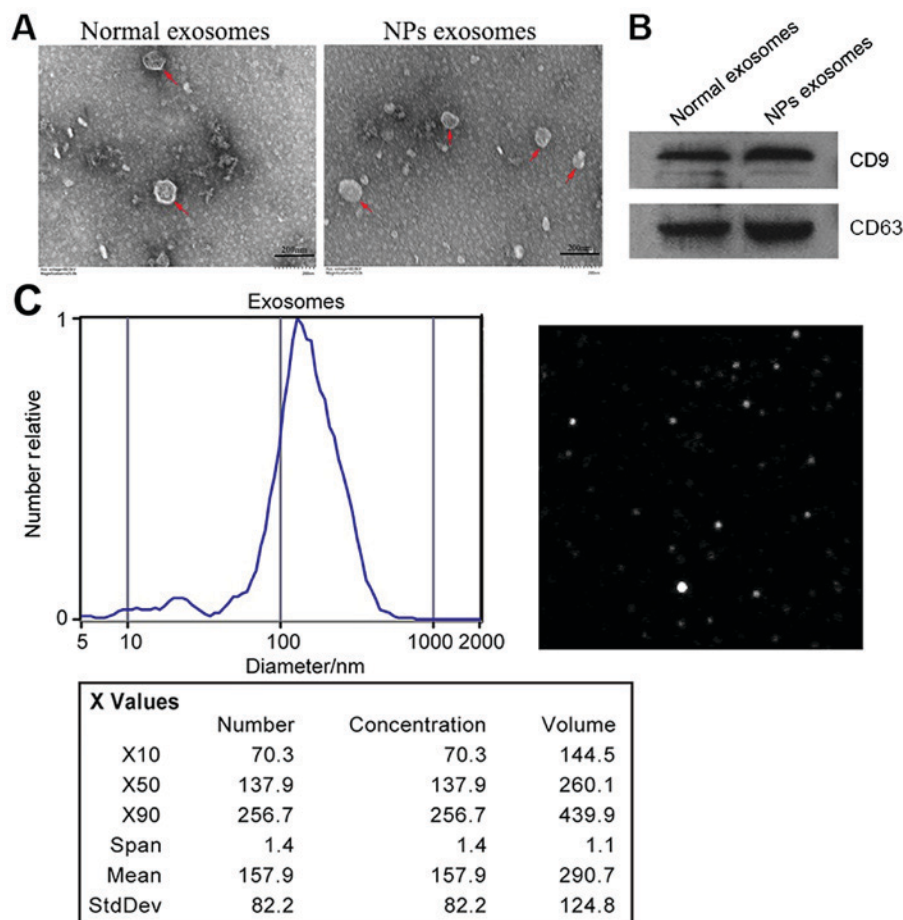 A
Normal exosomes
NPs exosomes
200nm
200nm
B
Normal exosomes
NPs exosomes
CD9
CD63
C
Exosomes
Number relative
1
0
5 10 100 1000 2000
Diameter/nm
X Values
Number Concentration Volume
X10 70.3 70.3 144.5
X50 137.9 137.9 260.1
X90 256.7 256.7 439.9
Span 1.4 1.4 1.1
Mean 157.9 157.9 290.7
StdDev 82.2 82.2 124.8